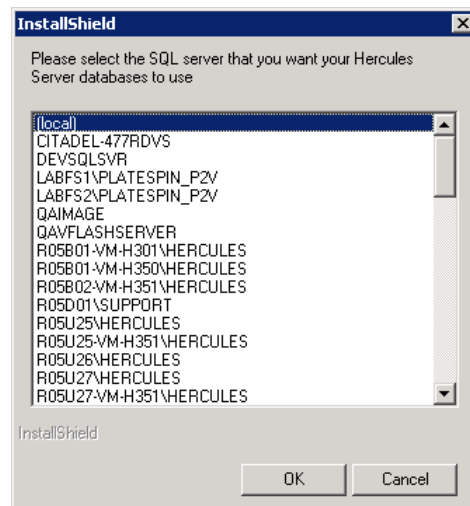 InstallShield
Please select the SQL server that you want your Hercules
Server databases to use
(local)
CITADEL-477RDVS
DEVSQLSVR
LABFS1\PLATESPIN_P2V
LABFS2\PLATESPIN_P2V
QAIMAGE
QAVFLASHSERVER
R05B01-VM-H301\HERCULES
R05B01-VM-H350\HERCULES
R05B02-VM-H351\HERCULES
R05D01\SUPPORT
R05U25\HERCULES
R05U25-VM-H351\HERCULES
R05U26\HERCULES
R05U27\HERCULES
R05U27-VM-H351\HERCULES
InstallShield
OK
Cancel